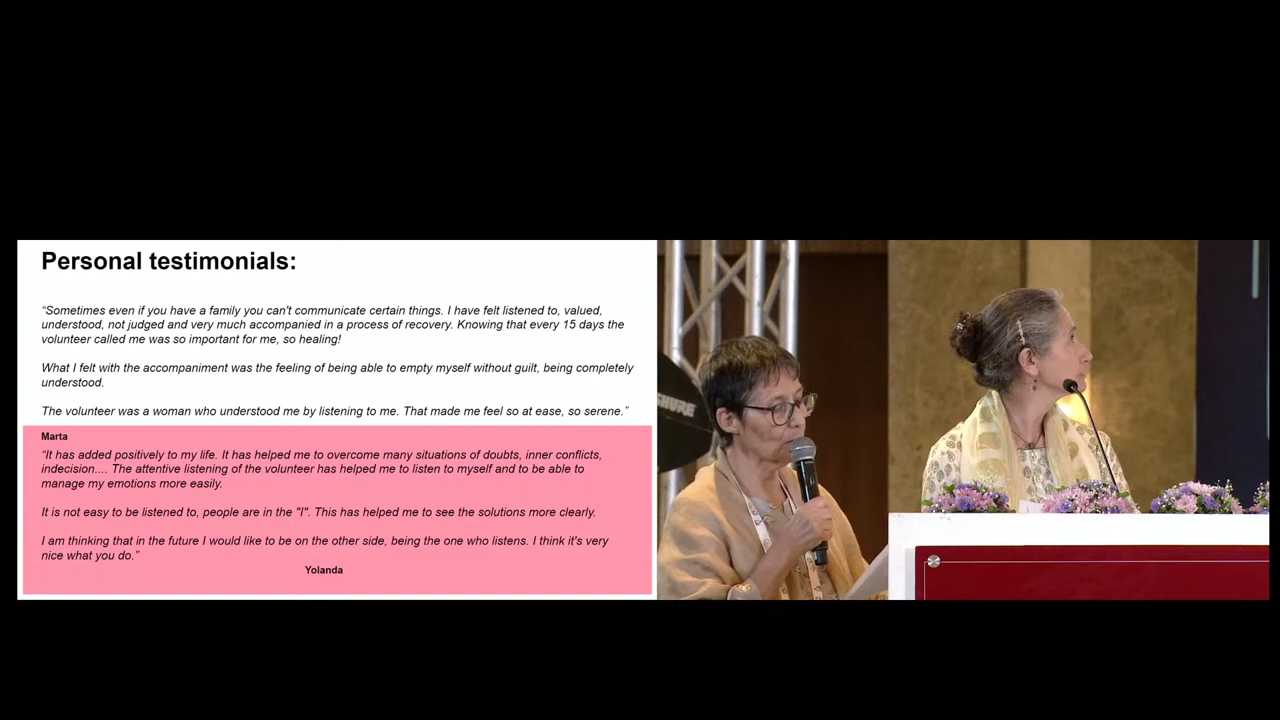 Personal testimonials:
“Sometimes even if you have a family you can't communicate certain things. I have felt listened to, valued,
understood, not judged and very much accompanied in a process of recovery. Knowing that every 15 days the
volunteer called me was so important for me, so healing!
What I felt with the accompaniment was the feeling of being able to empty myself without guilt, being completely
understood.
The volunteer was a woman who understood me by listening to me. That made me feel so at ease, so serene.”
Marta
“It has added positively to my life. It has helped me to overcome many situations of doubts, inner conflicts,
indecision.... The attentive listening of the volunteer has helped me to listen to myself and to be able to
manage my emotions more easily.
It is not easy to be listened to, people are in the "I". This has helped me to see the solutions more clearly.
I am thinking that in the future I would like to be on the other side, being the one who listens. I think it's very
nice what you do.”
Yolanda
SHURE